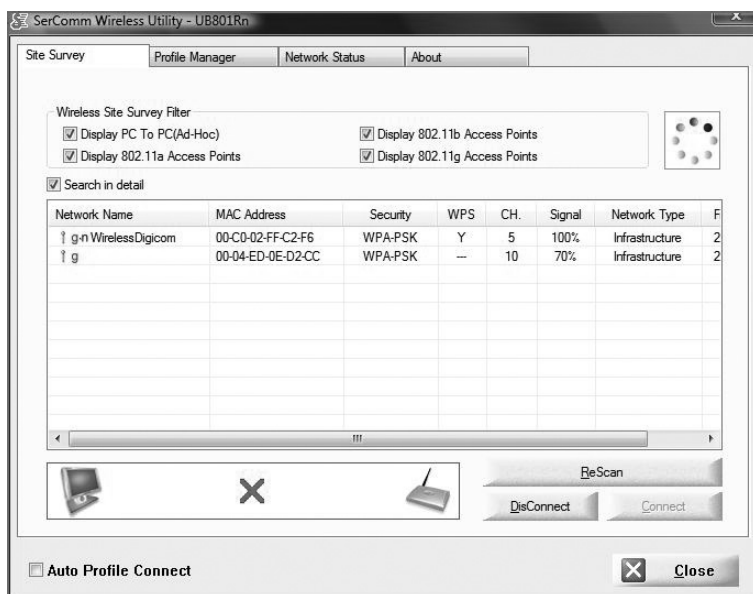 SerComm Wireless Utility - UB801Rn
Site Survey Profile Manager Network Status About
Wireless Site Survey Filter
Display PC To PC(Ad-Hoc) Display 802.11b Access Points
Display 802.11a Access Points Display 802.11g Access Points
Search in detail
Network Name MAC Address Security WPS CH. Signal Network Type F
g-n WirelessDigicom 00-C0-02-FF-C2-F6 WPA-PSK Y 5 100% Infrastructure 2
g 00-04-ED-0E-D2-CC WPA-PSK --- 10 70% Infrastructure 2
ReScan
DisConnect Connect
Auto Profile Connect Close